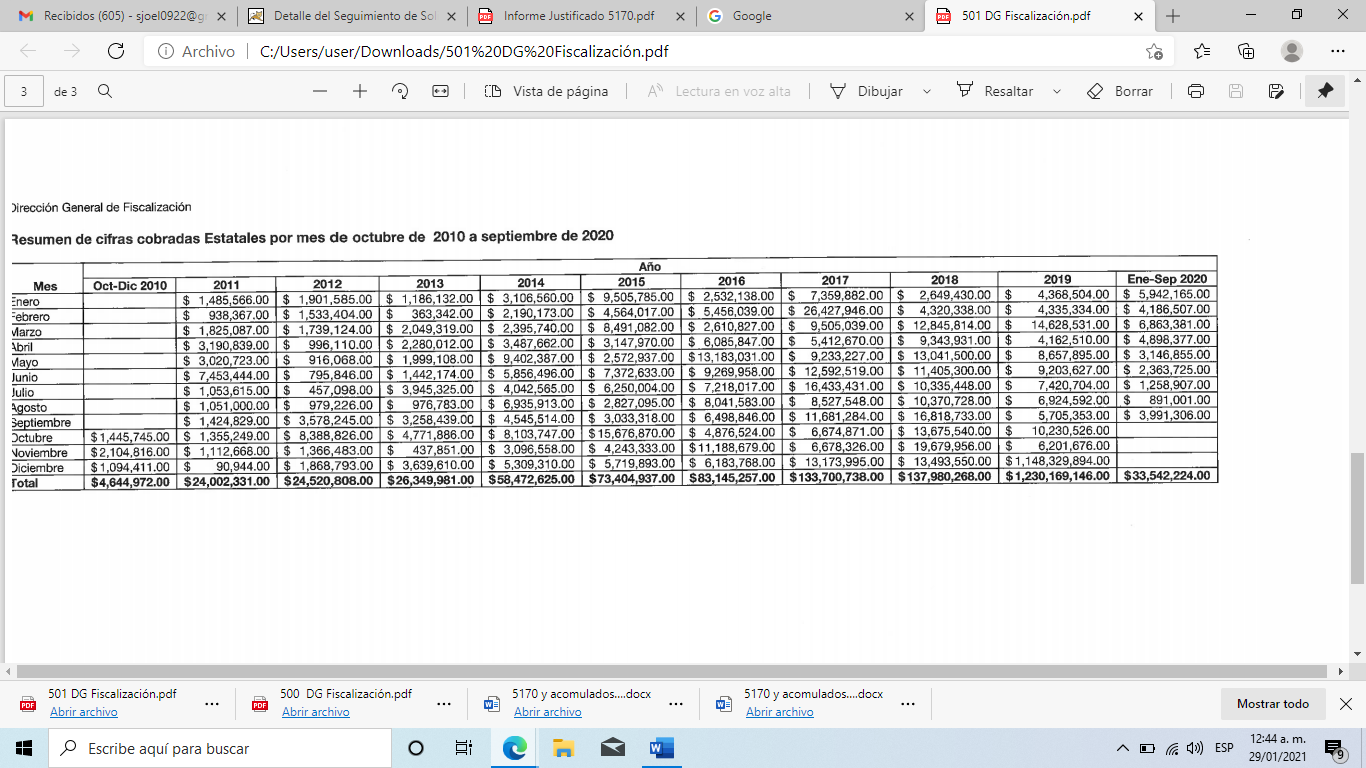 Recibidos (605) - sjoel0922@g
Detalle del Seguimiento de Sol
Informe Justificado 5170.pdf
Google
501 DG Fiscalización.pdf
Archivo C:/Users/user/Downloads/501%20DG%20Fiscalización.pdf
3 de 3 Vista de página Lectura en voz alta Dibujar Resaltar Borrar
Dirección General de Fiscalización
Resumen de cifras cobradas Estatales por mes de octubre de 2010 a septiembre de 2020
Año
Mes Oct-Dic 2010 2011 2012 2013 2014 2015 2016 2017 2018 2019 Ene-Sep 2020
Enero $ 1,485,566.00 $ 1,901,585.00 $ 1,186,132.00 $ 3,106,560.00 $ 9,505,785.00 $ 2,532,138.00 $ 7,359,882.00 $ 2,649,430.00 $ 4,368,504.00 $ 5,942,165.00
Febrero $ 938,367.00 $ 1,533,404.00 $ 363,342.00 $ 2,190,173.00 $ 4,564,017.00 $ 5,456,039.00 $ 26,427,946.00 $ 4,320,338.00 $ 4,335,334.00 $ 4,186,507.00
Marzo $ 1,825,087.00 $ 1,739,124.00 $ 2,049,319.00 $ 2,395,740.00 $ 8,491,082.00 $ 2,610,827.00 $ 9,505,039.00 $ 12,845,814.00 $ 14,628,531.00 $ 6,863,381.00
Abril $ 3,190,839.00 $ 996,110.00 $ 2,280,012.00 $ 3,487,662.00 $ 3,147,970.00 $ 6,085,847.00 $ 5,412,670.00 $ 9,343,931.00 $ 4,162,510.00 $ 4,898,377.00
Mayo $ 3,020,723.00 $ 916,068.00 $ 1,999,108.00 $ 9,402,387.00 $ 2,572,937.00 $13,183,031.00 $ 9,233,227.00 $ 13,041,500.00 $ 8,657,895.00 $ 3,146,855.00
Junio $ 7,453,444.00 $ 795,846.00 $ 1,442,174.00 $ 5,856,496.00 $ 7,372,633.00 $ 9,269,958.00 $ 12,592,519.00 $ 11,405,300.00 $ 9,203,627.00 $ 2,363,725.00
Julio $ 1,053,615.00 $ 457,098.00 $ 3,945,325.00 $ 4,042,565.00 $ 6,250,004.00 $ 7,218,017.00 $ 16,433,431.00 $ 10,335,448.00 $ 7,420,704.00 $ 1,258,907.00
Agosto $ 1,051,000.00 $ 979,226.00 $ 976,783.00 $ 6,935,913.00 $ 2,827,095.00 $ 8,041,583.00 $ 8,527,548.00 $ 10,370,728.00 $ 6,924,592.00 $ 891,001.00
Septiembre $ 1,424,829.00 $ 3,578,245.00 $ 3,258,439.00 $ 4,545,514.00 $ 3,033,318.00 $ 6,498,846.00 $ 11,681,284.00 $ 16,818,733.00 $ 5,705,353.00 $ 3,991,306.00
Octubre $1,445,745.00 $ 1,355,249.00 $ 8,388,826.00 $ 4,771,886.00 $ 8,103,747.00 $15,676,870.00 $ 4,876,524.00 $ 6,674,871.00 $ 13,675,540.00 $ 10,230,526.00
Noviembre $2,104,816.00 $ 1,112,668.00 $ 1,366,483.00 $ 437,851.00 $ 3,096,558.00 $ 4,243,333.00 $11,188,679.00 $ 6,678,326.00 $ 19,679,956.00 $ 6,201,676.00
Diciembre $1,094,411.00 $ 90,944.00 $ 1,868,793.00 $ 3,639,610.00 $ 5,309,310.00 $ 5,719,893.00 $ 6,183,768.00 $ 13,173,995.00 $ 13,493,550.00 $1,148,329,894.00
Total $4,644,972.00 $24,002,331.00 $24,520,808.00 $26,349,981.00 $58,472,625.00 $73,404,937.00 $83,145,257.00 $133,700,738.00 $137,980,268.00 $1,230,169,146.00 $33,542,224.00
501 DG Fiscalización.pdf 500 DG Fiscalización.pdf 5170 y acomulados....docx 5170 y acomulados....docx Mostrar todo
Abrir archivo Abrir archivo Abrir archivo Abrir archivo
Escribe aquí para buscar ESP 12:44 a. m.
29/01/2021 9